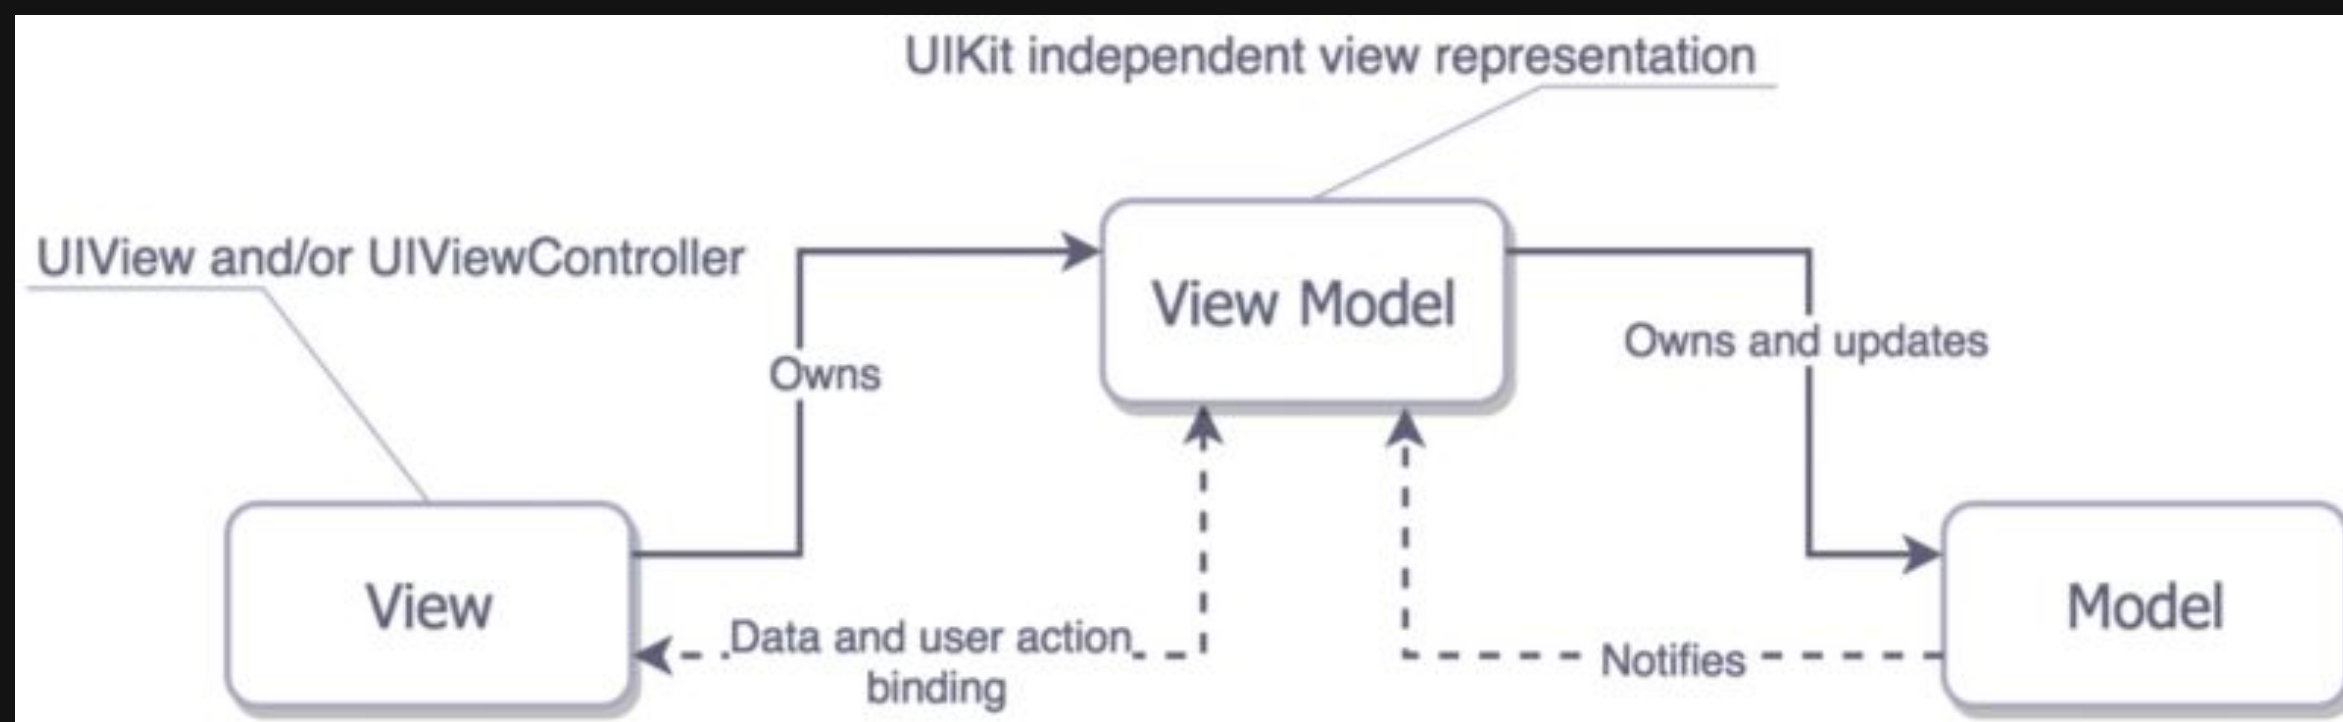 UIKit independent view representation
UIView and/or UIViewController
View Model
Owns
Owns and updates
View
Data and user action
binding
Notifies
Model